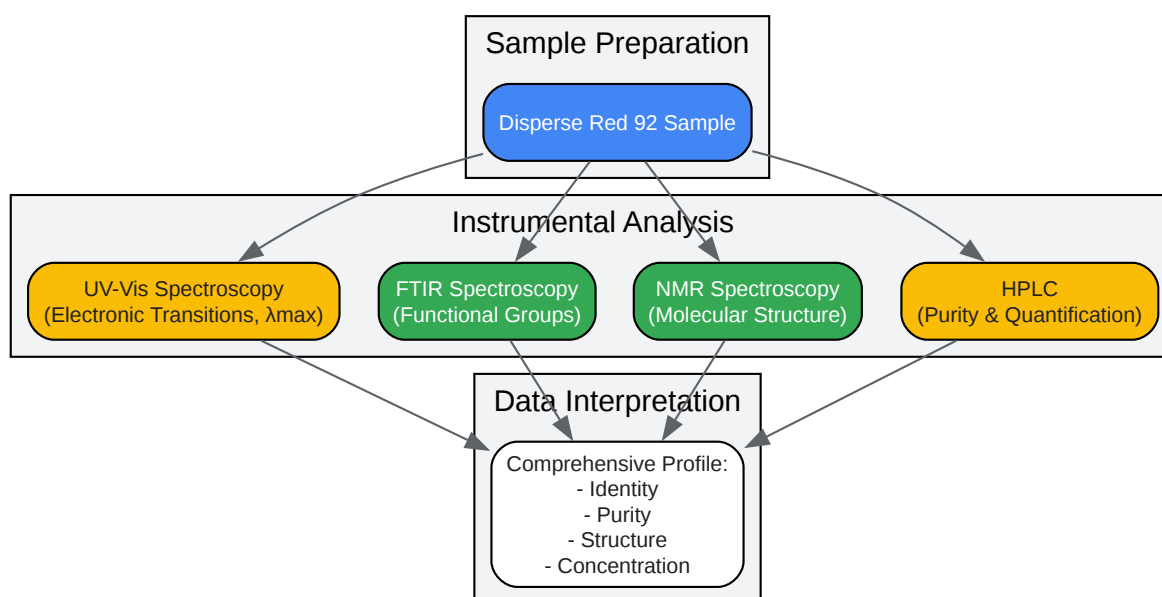 Sample Preparation
Disperse Red 92 Sample
Instrumental Analysis
UV-Vis Spectroscopy
(Electronic Transitions, λmax)
FTIR Spectroscopy
(Functional Groups)
NMR Spectroscopy
(Molecular Structure)
HPLC
(Purity & Quantification)
Data Interpretation
Comprehensive Profile:
- Identity
- Purity
- Structure
- Concentration